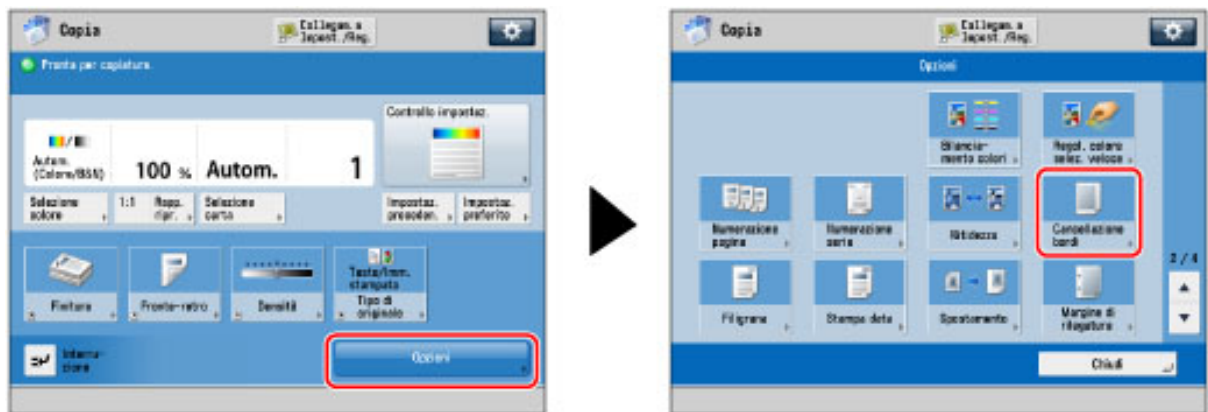 Copia
Collegam. a
Impost./Reg.
Pronta per copiatura.
Controllo impostaz.
Autom.
(Colore/B&N)
100 %
Autom.
1
Selezione
colore
1:1
Rapp.
ripr.
Selezione
carta
Impostaz.
preceden.
Impostaz.
preferite
Finitura
Fronte-retro
Densità
Testo/Imm.
stampata
Tipo di
originale
Interru-
zione
Opzioni
Copia
Collegam. a
Impost./Reg.
Opzioni
Bilancia-
mento colori
Regol. colore
selez. veloce
Numerazione
pagine
Numerazione
serie
Nitidezza
Cancellazione
bordi
2/4
Filigrana
Stampa data
Spostamento
Margine di
rilegatura
Chiudi